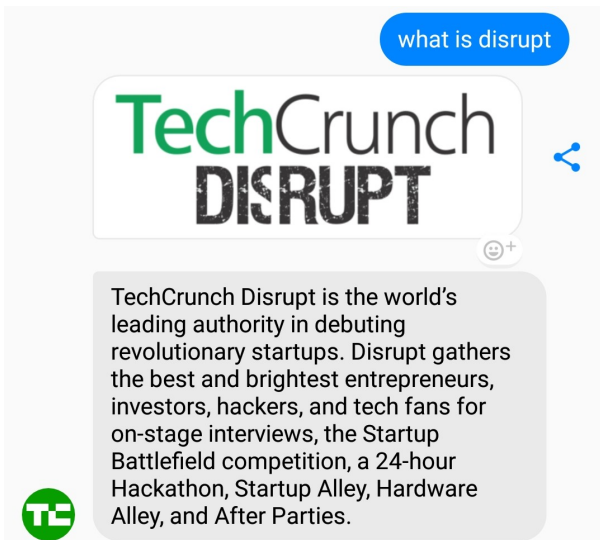 what is disrupt
TechCrunch
DISRUPT
TechCrunch Disrupt is the world's
leading authority in debuting
revolutionary startups. Disrupt gathers
the best and brightest entrepreneurs,
investors, hackers, and tech fans for
on-stage interviews, the Startup
Battlefield competition, a 24-hour
Hackathon, Startup Alley, Hardware
Alley, and After Parties.
TC